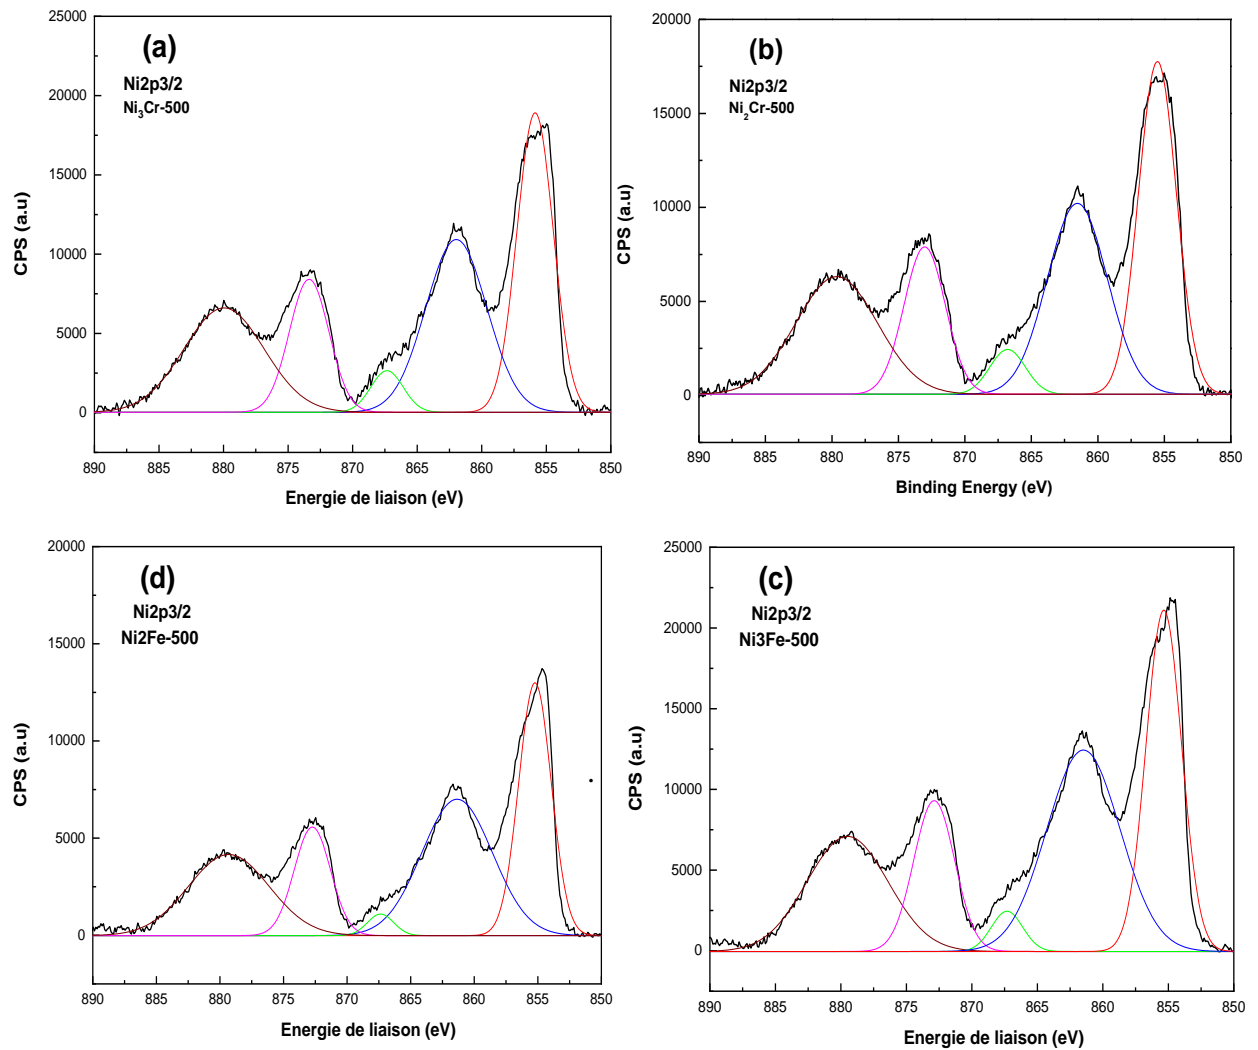 (a)
Ni2p3/2
Ni3Cr-500
25000
20000
15000
10000
5000
0
CPS (a.u)
890 885 880 875 870 865 860 855 850
Energie de liaison (eV)
(b)
Ni2p3/2
Ni2Cr-500
20000
15000
10000
5000
0
CPS (a.u)
890 885 880 875 870 865 860 855 850
Binding Energy (eV)
(d)
Ni2p3/2
Ni2Fe-500
20000
15000
10000
5000
0
CPS (a.u)
890 885 880 875 870 865 860 855 850
Energie de liaison (eV)
(c)
Ni2p3/2
Ni3Fe-500
25000
20000
15000
10000
5000
0
CPS (a.u)
890 885 880 875 870 865 860 855 850
Energie de liaison (eV)